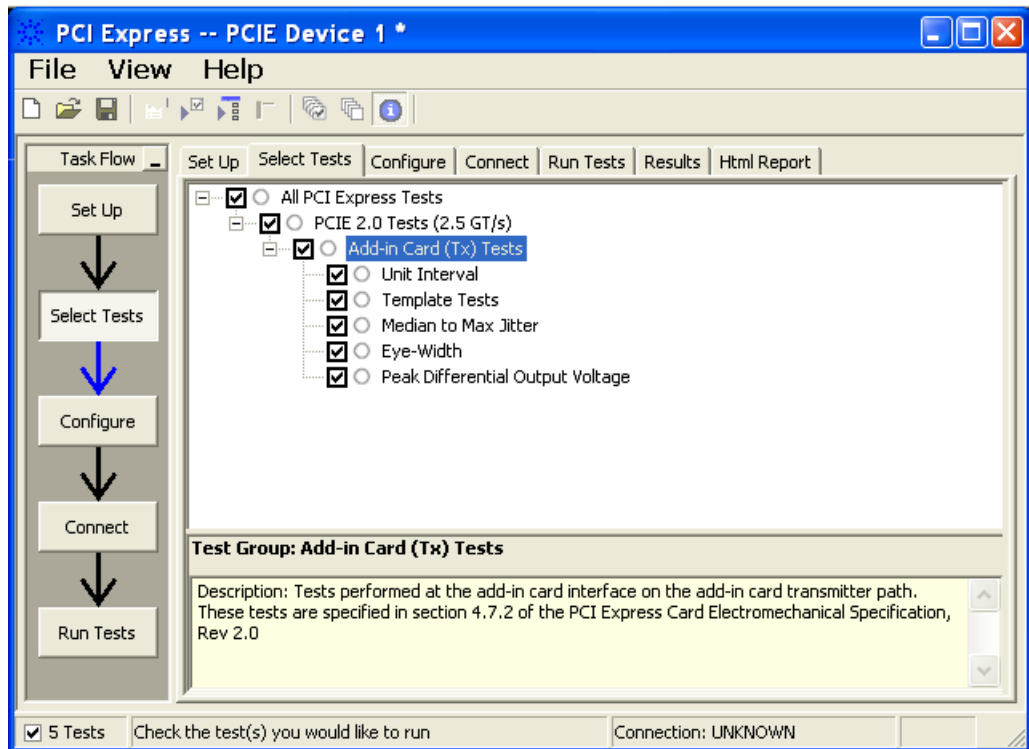 PCI Express -- PCIE Device 1 *
File View Help
Task Flow
Set Up
Select Tests
Configure
Connect
Run Tests
Set Up Select Tests Configure Connect Run Tests Results Html Report
All PCI Express Tests
PCIE 2.0 Tests (2.5 GT/s)
Add-in Card (Tx) Tests
Unit Interval
Template Tests
Median to Max Jitter
Eye-Width
Peak Differential Output Voltage
Test Group: Add-in Card (Tx) Tests
Description: Tests performed at the add-in card interface on the add-in card transmitter path.
These tests are specified in section 4.7.2 of the PCI Express Card Electromechanical Specification,
Rev 2.0
5 Tests Check the test(s) you would like to run Connection: UNKNOWN